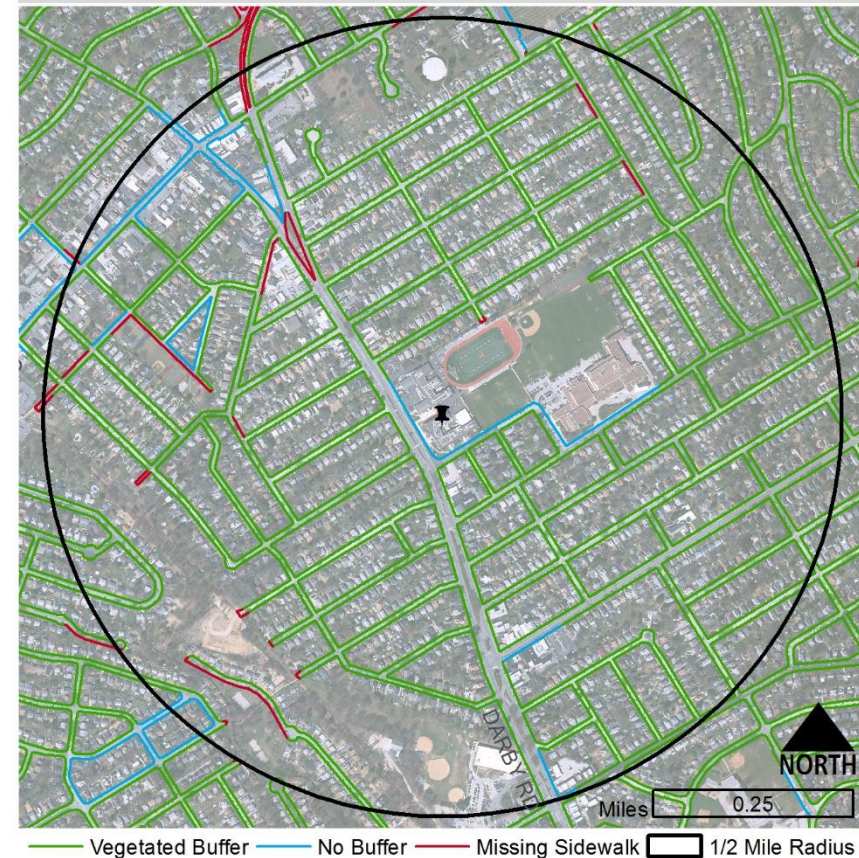 DARBY RD
NORTH
Miles 0.25
Vegetated Buffer No Buffer Missing Sidewalk 1/2 Mile Radius